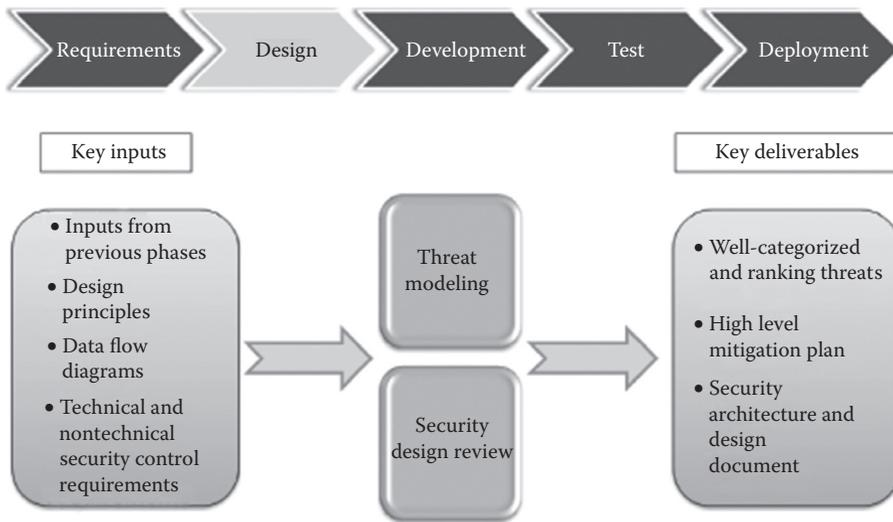 Requirements
Design
Development
Test
Deployment
Key inputs
Key deliverables
• Inputs from
previous phases
• Design
principles
• Data flow
diagrams
• Technical and
nontechnical
security control
requirements
Threat
modeling
Security
design review
• Well-categorized
and ranking threats
• High level
mitigation plan
• Security
architecture and
design
document